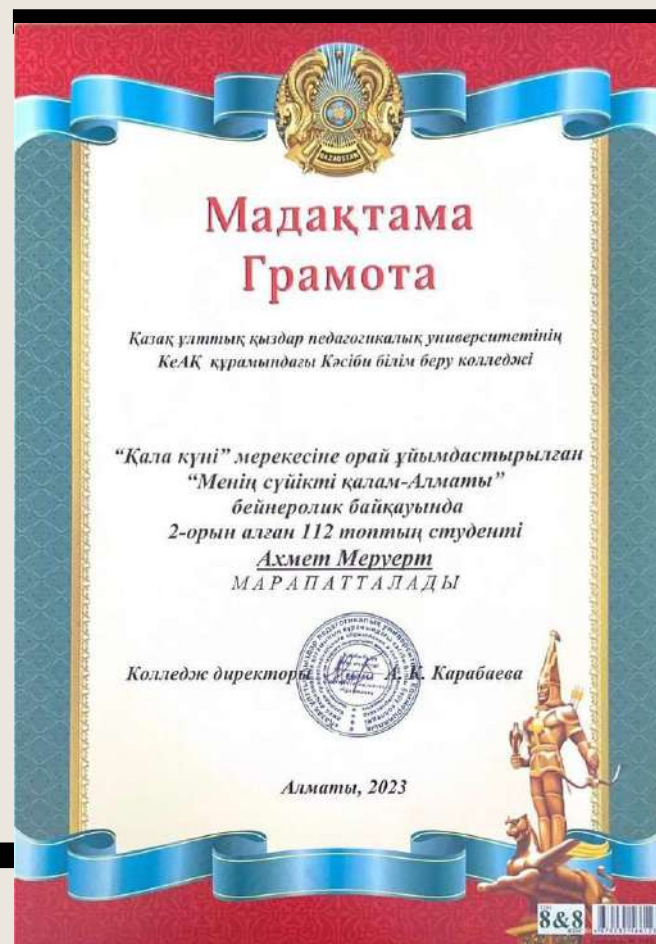 QAZAQSTAN
Мадақтама
Грамота
Қазақ ұлттық қыздар педагогикалық университетінің
КеАҚ құрамындағы Кәсіби білім беру колледжі
“Қала күні” мерекесіне орай ұйымдастырылған
“Менің сүйікті қалам-Алматы”
бейнеролик байқауында
2-орын алған 112 топтың студенті
Ахмет Меруерт
МАРАПАТТАЛАДЫ
Колледж директоры А. К. Карабаева
Алматы, 2023
8&8